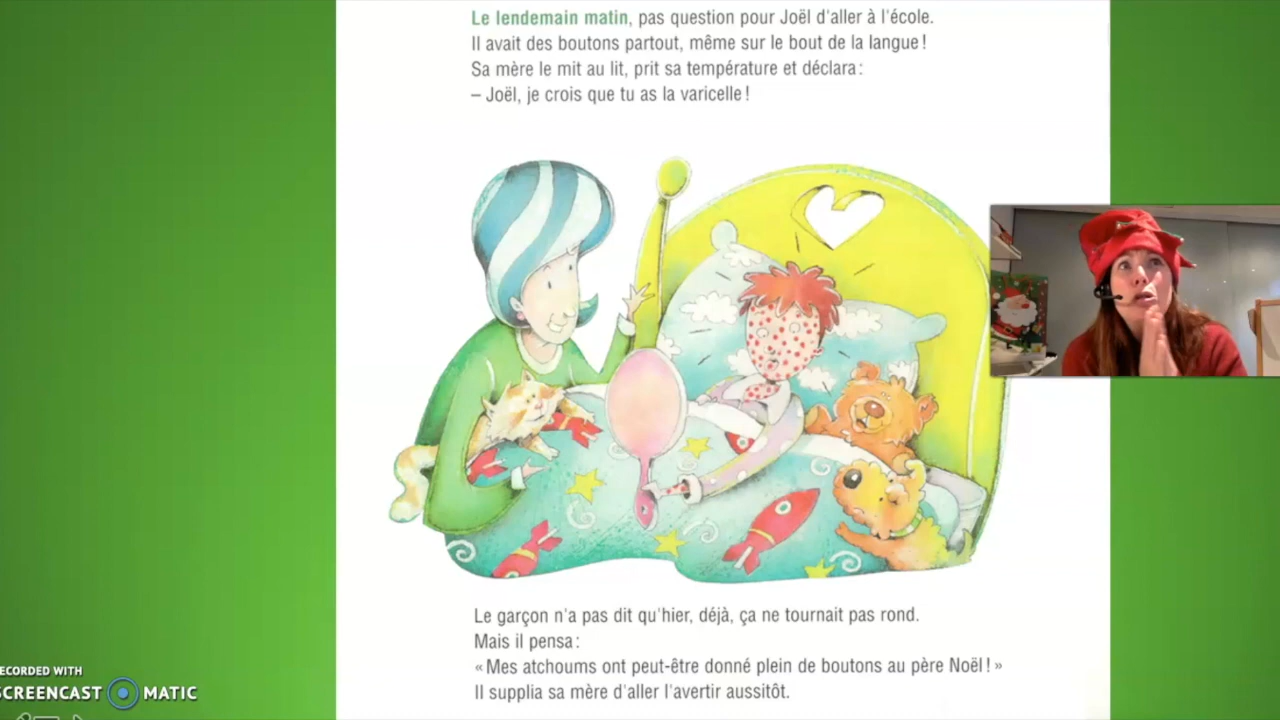 Le lendemain matin, pas question pour Joël d'aller à l'école.
Il avait des boutons partout, même sur le bout de la langue !
Sa mère le mit au lit, prit sa température et déclara :
– Joël, je crois que tu as la varicelle !
Le garçon n'a pas dit qu'hier, déjà, ça ne tournait pas rond.
Mais il pensa :
« Mes atchoums ont peut-être donné plein de boutons au père Noël ! »
Il supplia sa mère d'aller l'avertir aussitôt.
ECORDED WITH
SCREENCAST MATIC